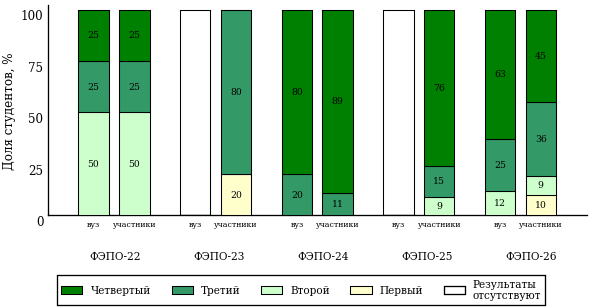 Доля студентов, %
100
75
50
25
0
25 25 80 89 76 63 45
25 25 80 20 11 15 25 36
50 50 20 9 12 9
10
вуз участники вуз участники вуз участники вуз участники вуз участники
ФЭПО-22 ФЭПО-23 ФЭПО-24 ФЭПО-25 ФЭПО-26
Четвертый Третий Второй Первый Результаты
отсутствуют